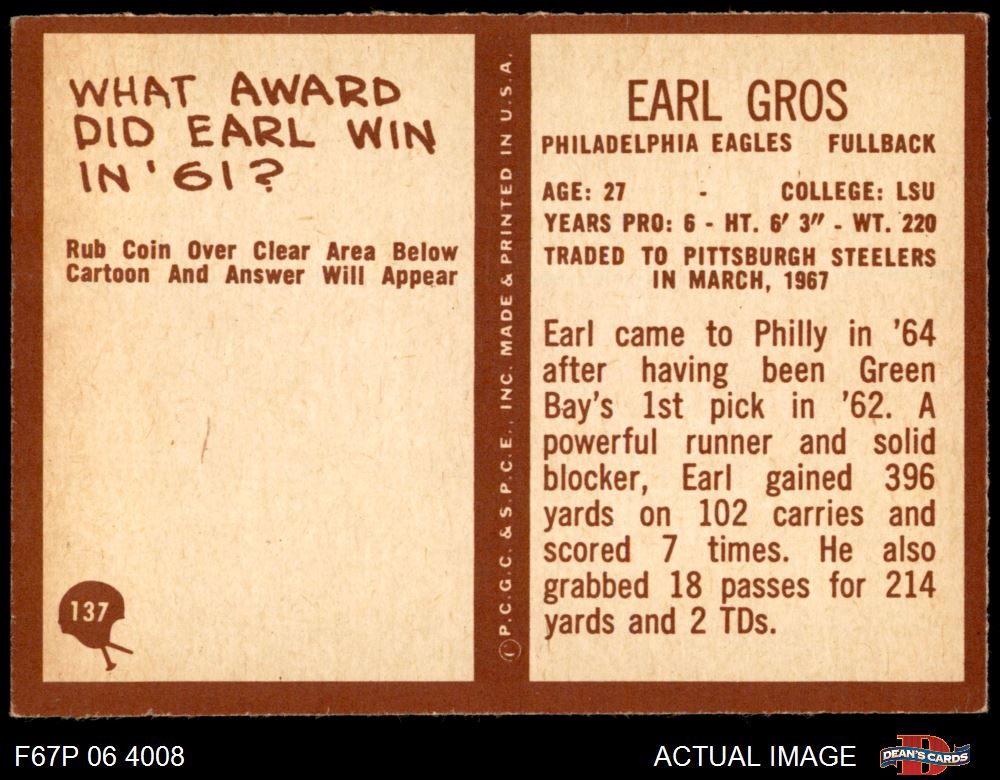 WHAT AWARD
DID EARL WIN
IN '61?
Rub Coin Over Clear Area Below
Cartoon And Answer Will Appear
137
© P.C.G.C. & S.P.C.E., INC. MADE & PRINTED IN U.S.A.
EARL GROS
PHILADELPHIA EAGLES FULLBACK
AGE: 27 - COLLEGE: LSU
YEARS PRO: 6 - HT. 6' 3" - WT. 220
TRADED TO PITTSBURGH STEELERS
IN MARCH, 1967
Earl came to Philly in '64
after having been Green
Bay's 1st pick in '62. A
powerful runner and solid
blocker, Earl gained 396
yards on 102 carries and
scored 7 times. He also
grabbed 18 passes for 214
yards and 2 TDs.
F67P 06 4008
ACTUAL IMAGE
DEAN'S CARDS